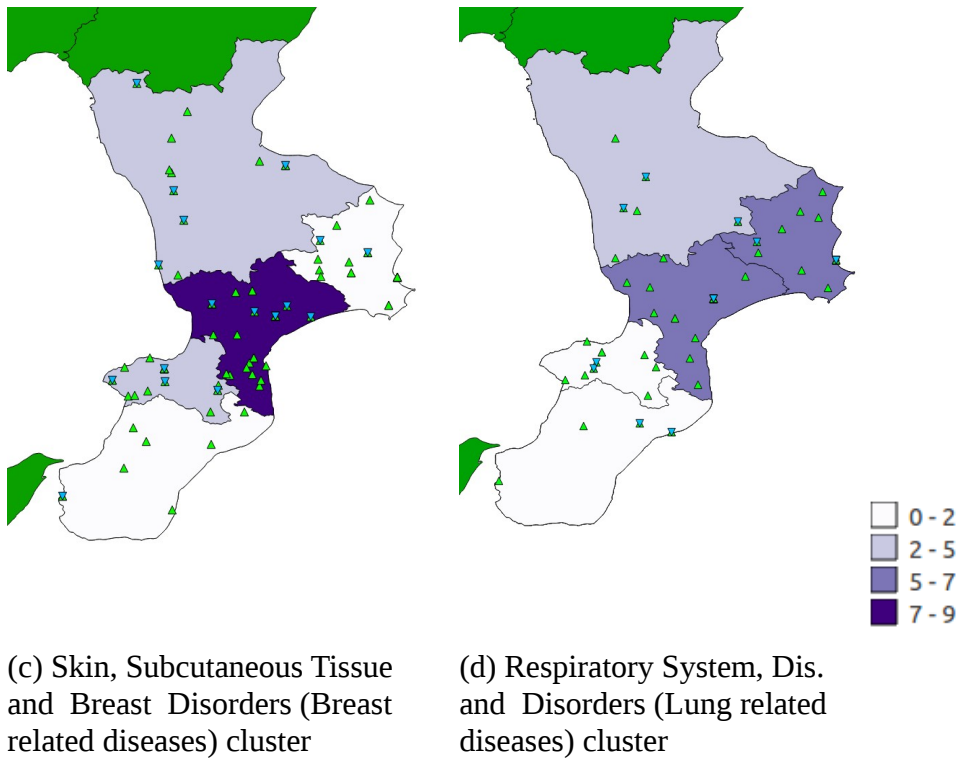 0 - 2
2 - 5
5 - 7
7 - 9
(c) Skin, Subcutaneous Tissue
and Breast Disorders (Breast
related diseases) cluster
(d) Respiratory System, Dis.
and Disorders (Lung related
diseases) cluster